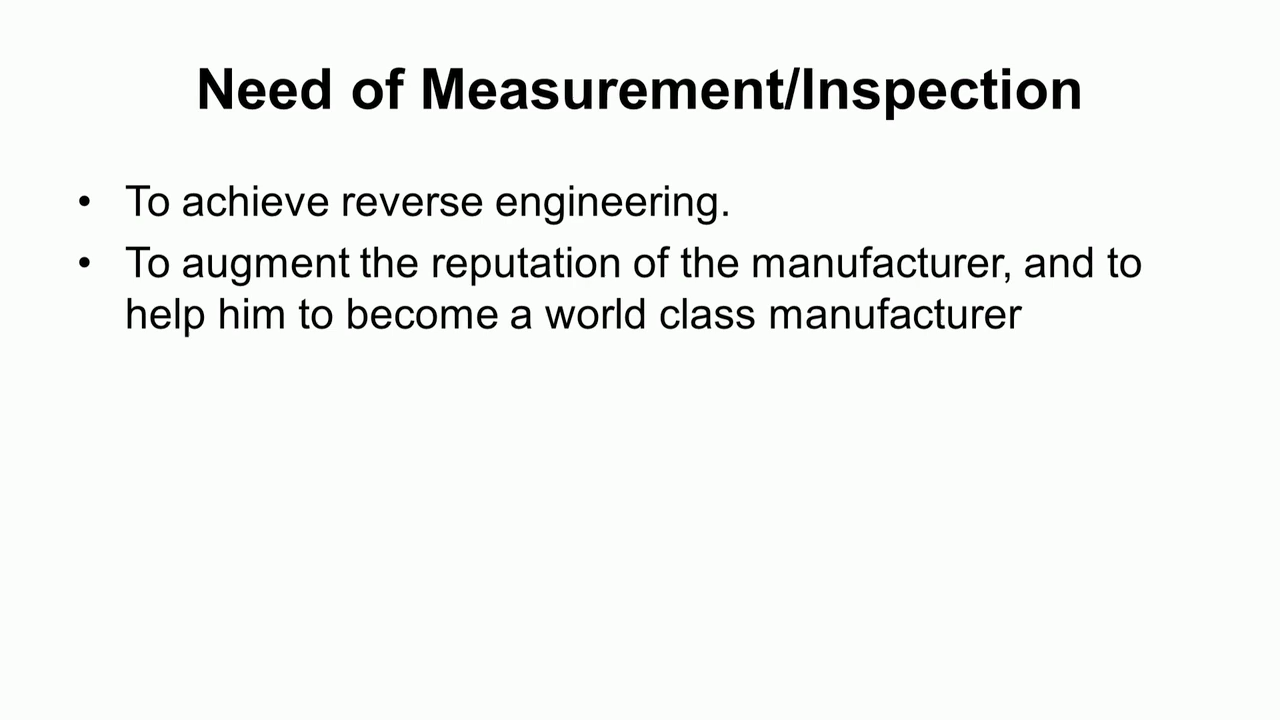 Need of Measurement/Inspection
• To achieve reverse engineering.
• To augment the reputation of the manufacturer, and to
help him to become a world class manufacturer